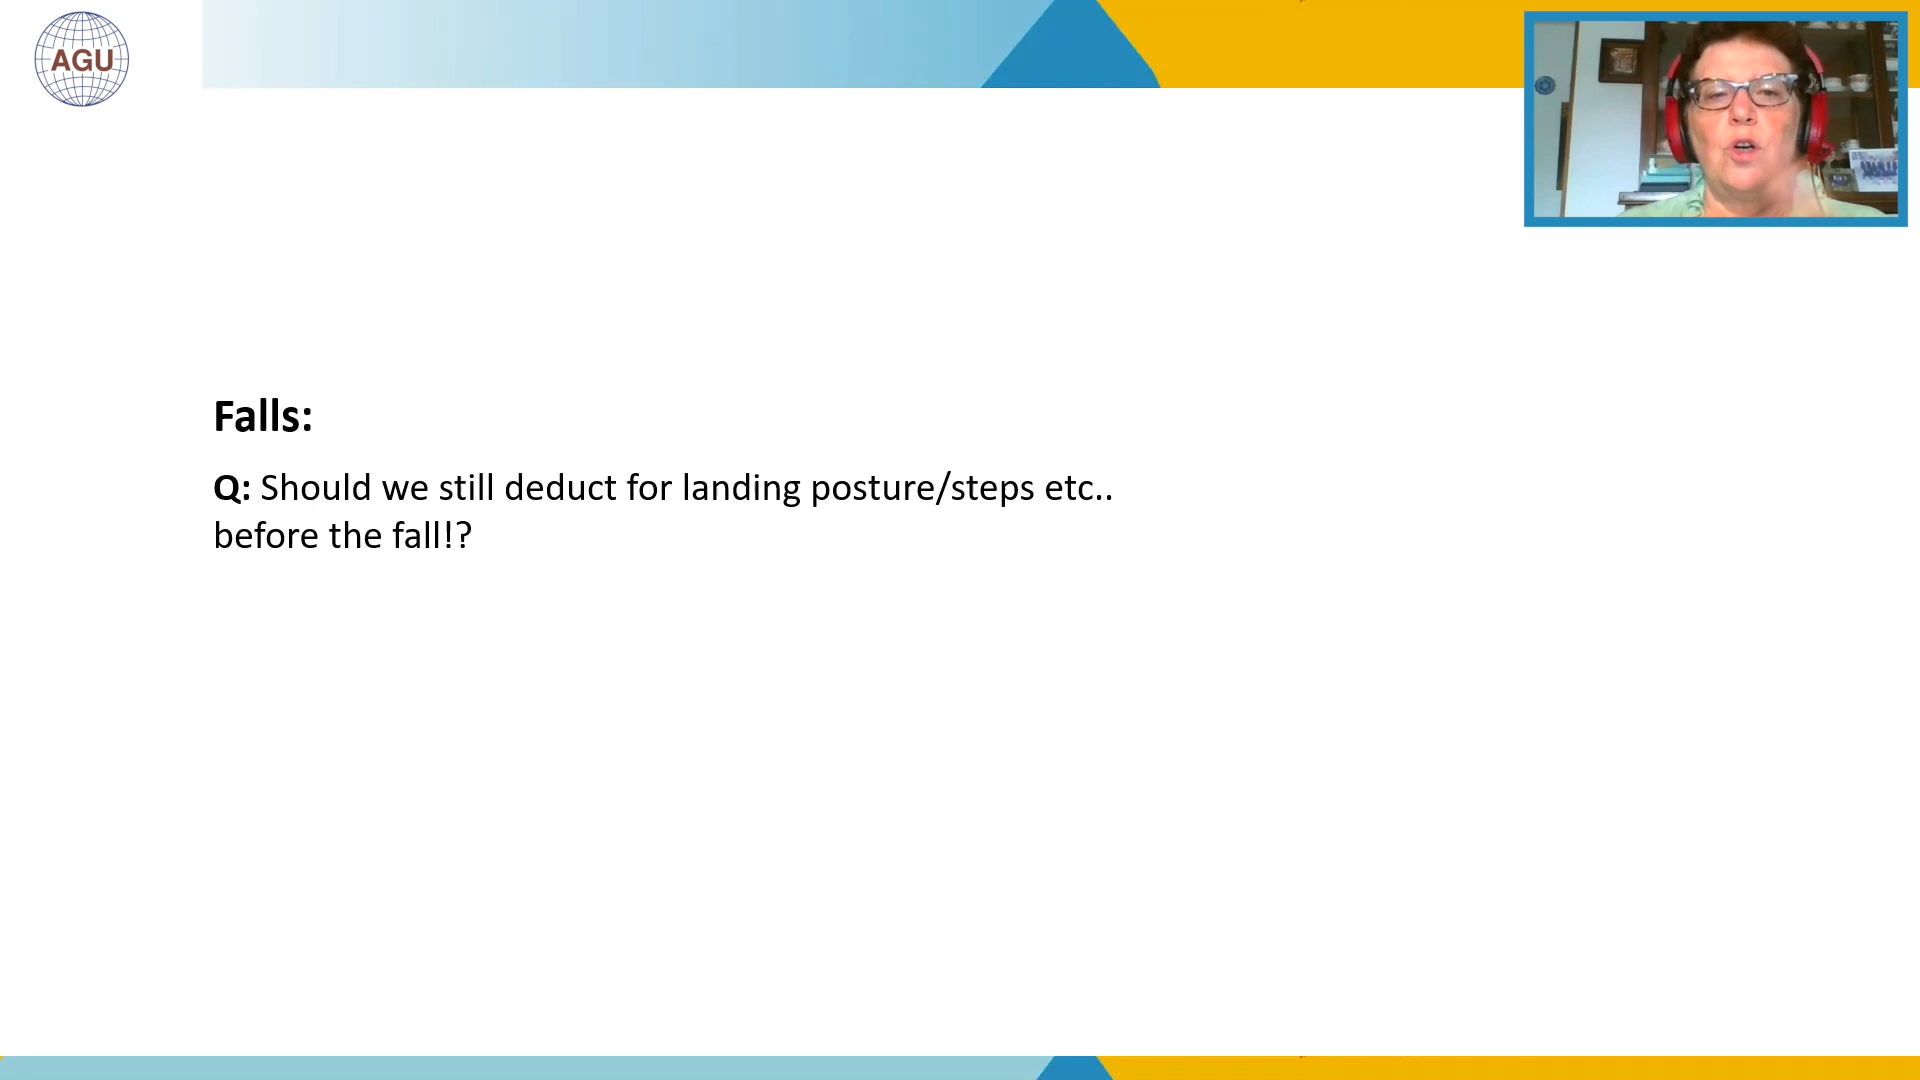 AGU
Falls:
Q: Should we still deduct for landing posture/steps etc..
before the fall!?